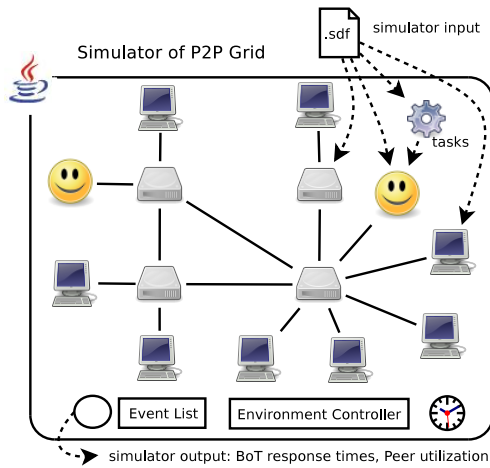 simulator input
.sdf
Simulator of P2P Grid
tasks
Event List
Environment Controller
simulator output: BoT response times, Peer utilization